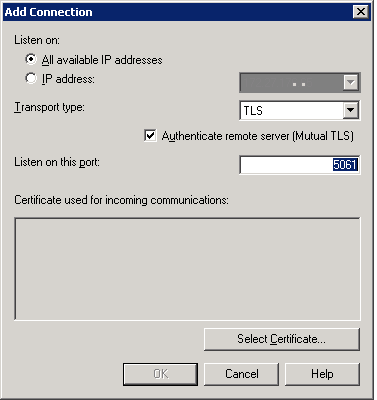 Add Connection
Listen on:
All available IP addresses
IP address:
. .
Transport type:
TLS
Authenticate remote server (Mutual TLS)
Listen on this port:
5061
Certificate used for incoming communications:
Select Certificate...
OK
Cancel
Help